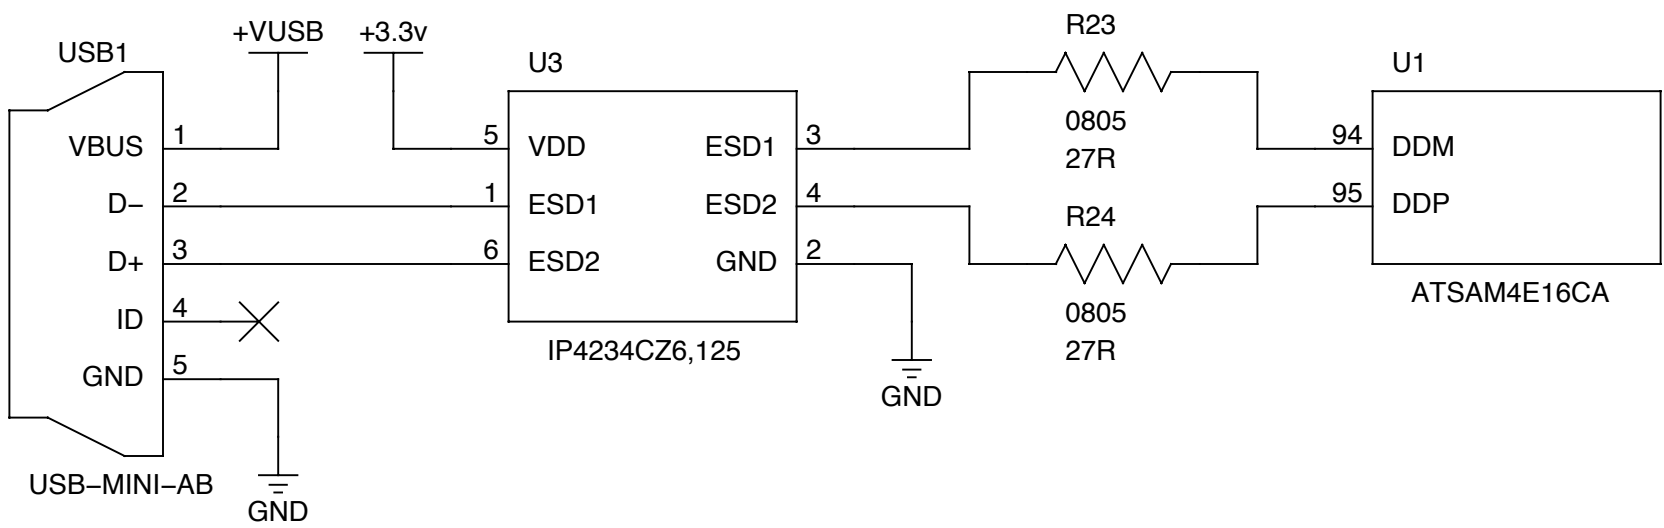 USB1
+VUSB
+3.3v
VBUS 1
D− 2
D+ 3
ID 4
GND 5
USB−MINI−AB
GND
U3
5 VDD ESD1 3
1 ESD1 ESD2 4
6 ESD2 GND 2
IP4234CZ6,125
GND
R23
0805
27R
R24
0805
27R
U1
94 DDM
95 DDP
ATSAM4E16CA